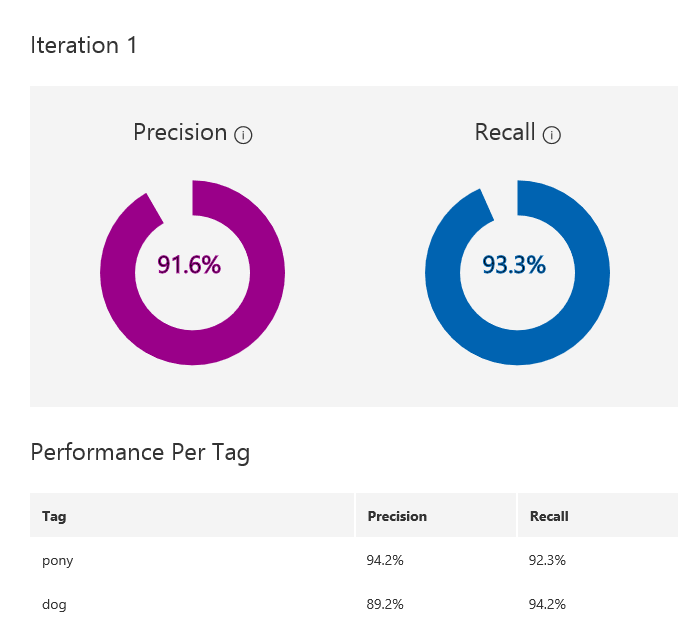 Iteration 1
Precision Recall
91.6% 93.3%
Performance Per Tag
Tag Precision Recall
pony 94.2% 92.3%
dog 89.2% 94.2%